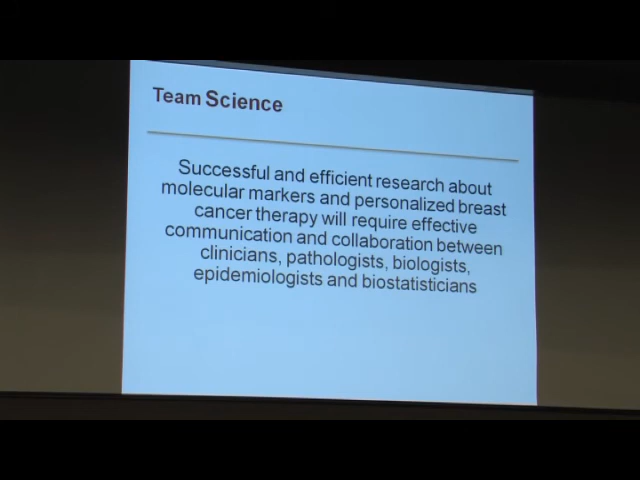 Team Science
Successful and efficient research about
molecular markers and personalized breast
cancer therapy will require effective
communication and collaboration between
clinicians, pathologists, biologists,
epidemiologists and biostatisticians